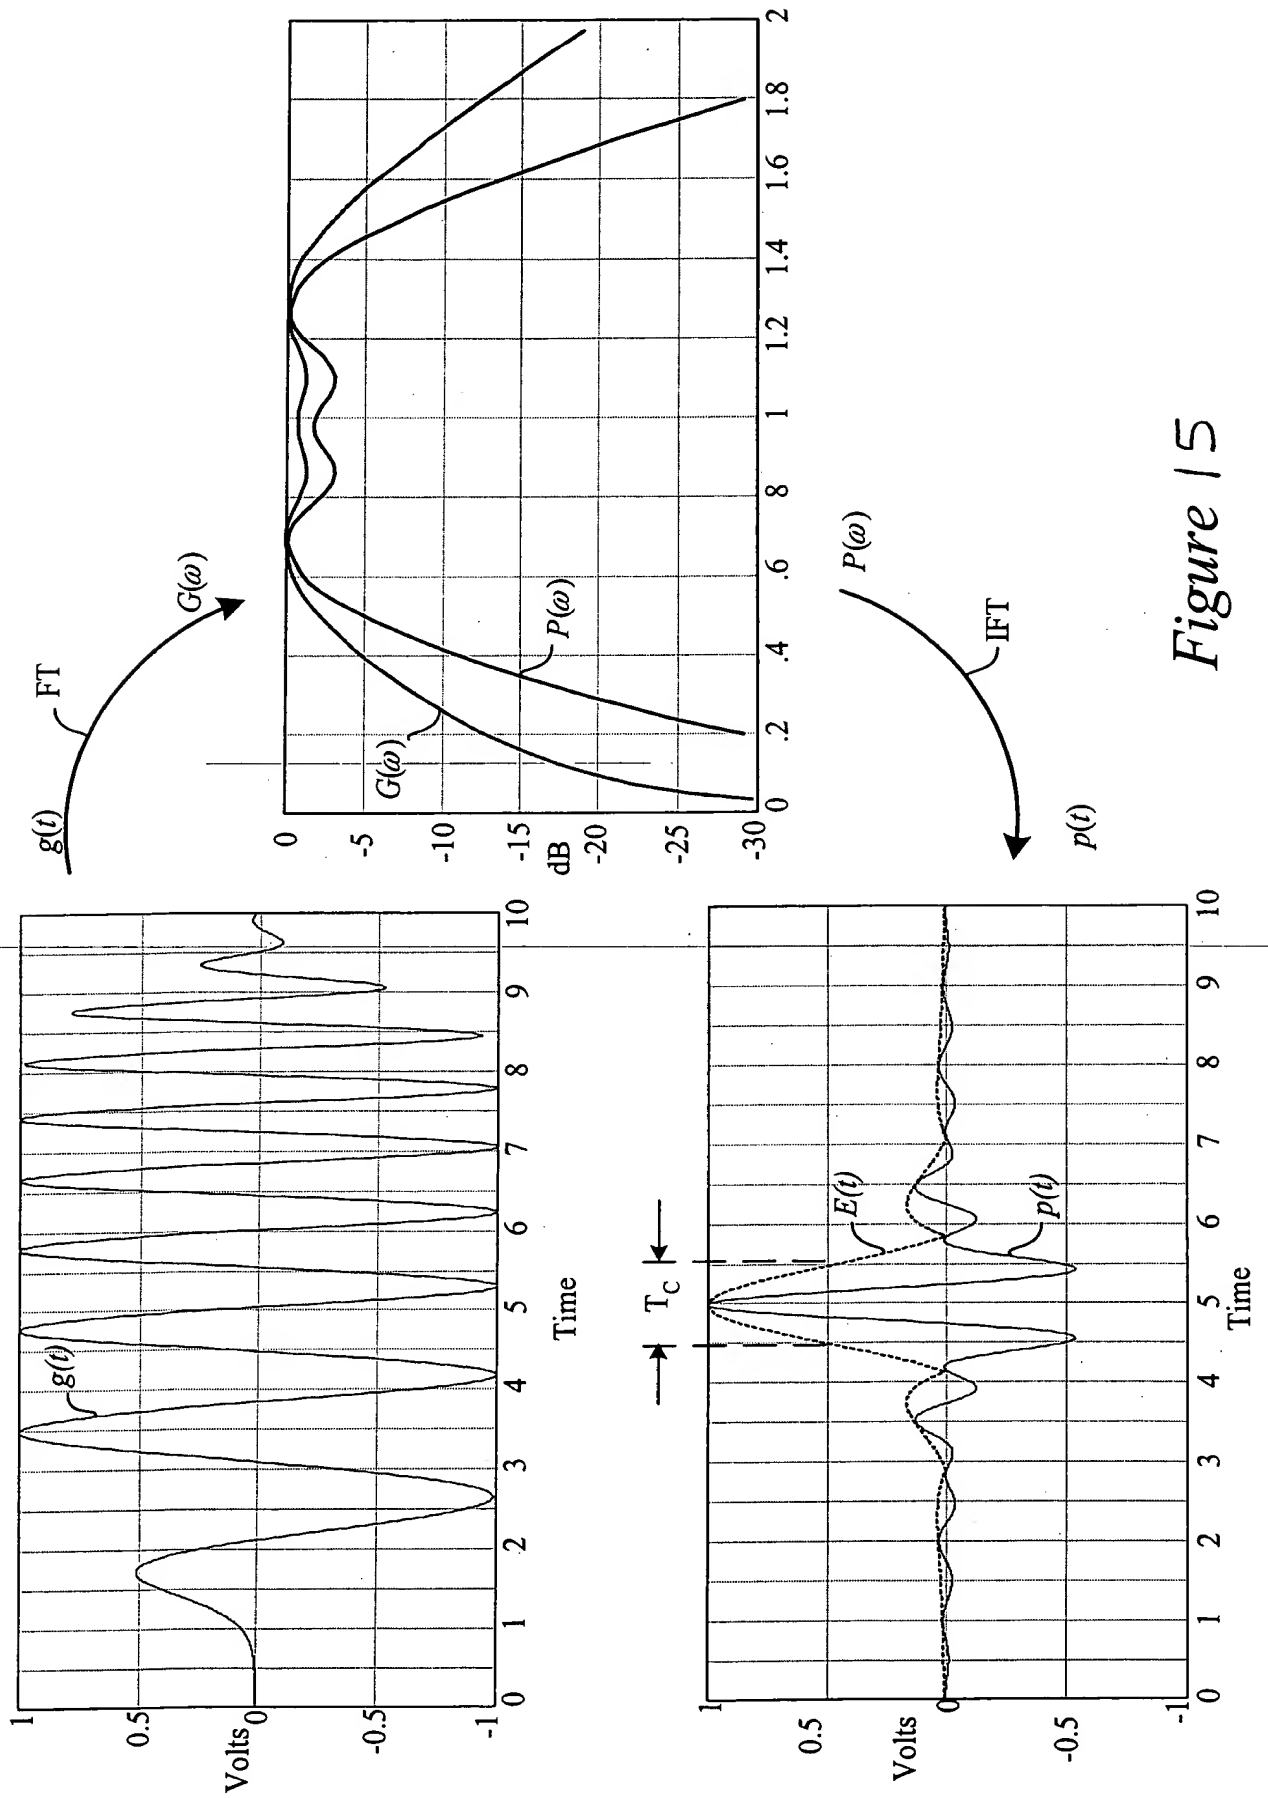 g(t)
FT
G(ω)
1
0.5
Volts 0
-0.5
-1
g(t)
0 1 2 3 4 5 6 7 8 9 10
Time
0
-5
-10
-15
dB
-20
-25
-30
G(ω)
P(ω)
0 .2 .4 .6 .8 1 1.2 1.4 1.6 1.8 2
P(ω)
IFT
p(t)
T_C
1
0.5
Volts 0
-0.5
-1
E(t)
p(t)
0 1 2 3 4 5 6 7 8 9 10
Time
Figure 15